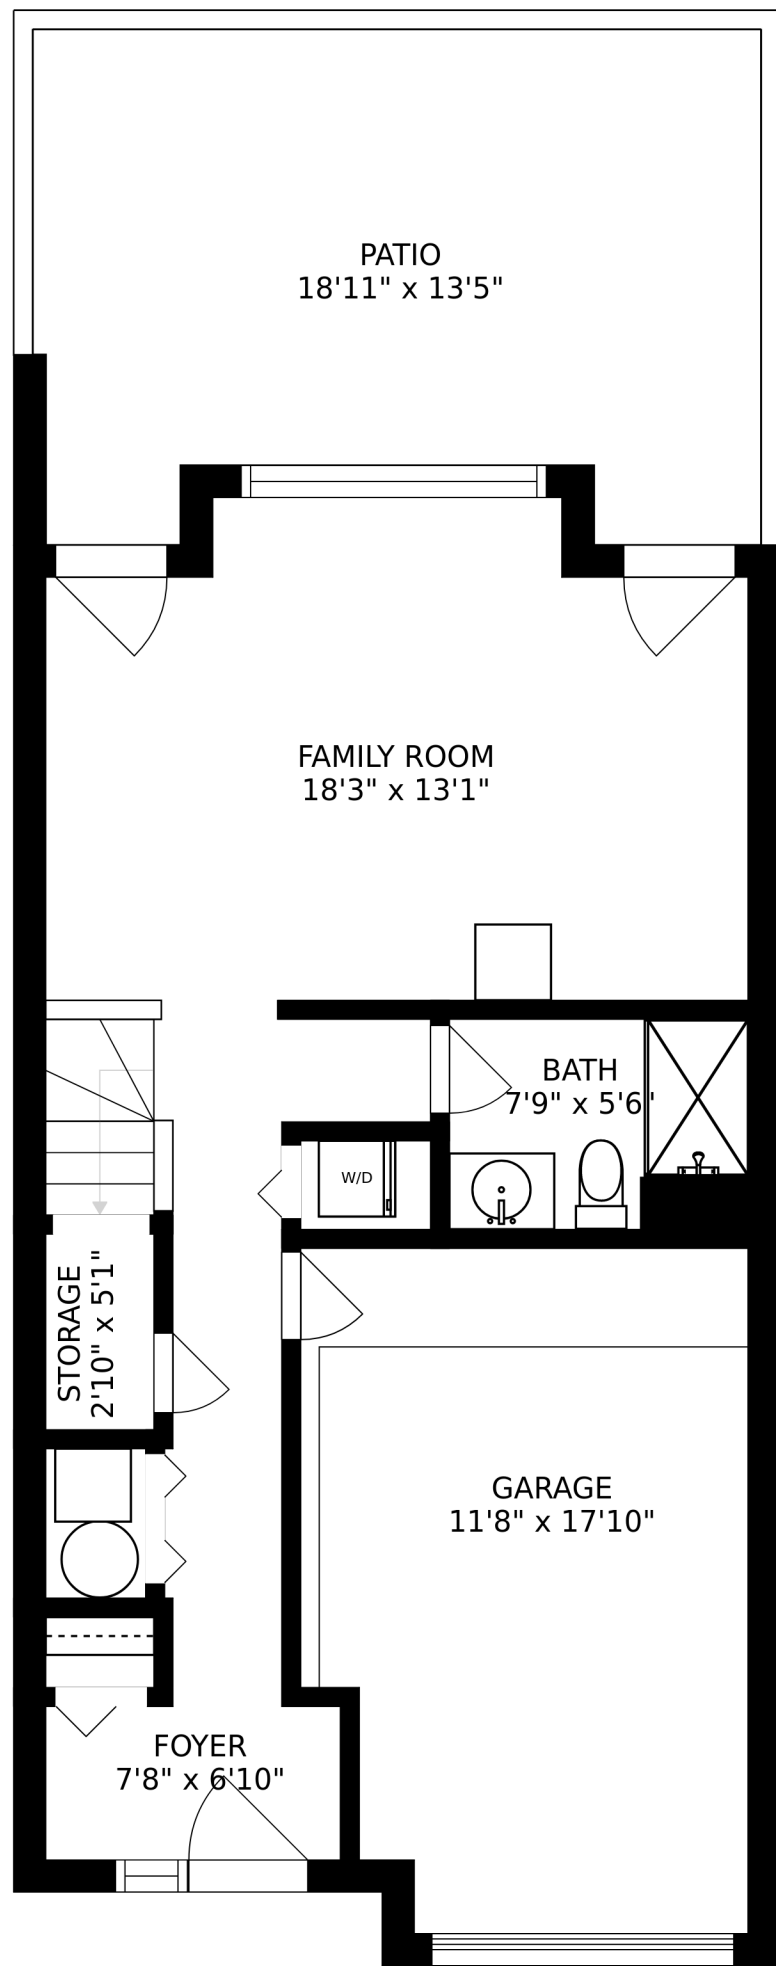 PATIO
18'11" x 13'5"
FAMILY ROOM
18'3" x 13'1"
BATH
7'9" x 5'6"
W/D
STORAGE
2'10" x 5'1"
GARAGE
11'8" x 17'10"
FOYER
7'8" x 6'10"